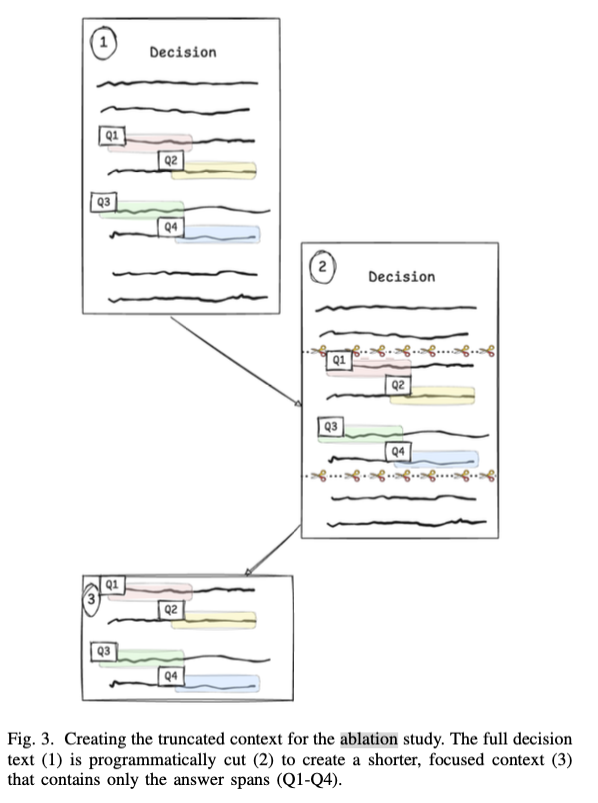 1
Decision
Q1
Q2
Q3
Q4
2
Decision
Q1
Q2
Q3
Q4
3
Q1
Q2
Q3
Q4
Fig. 3. Creating the truncated context for the ablation study. The full decision
text (1) is programmatically cut (2) to create a shorter, focused context (3)
that contains only the answer spans (Q1-Q4).